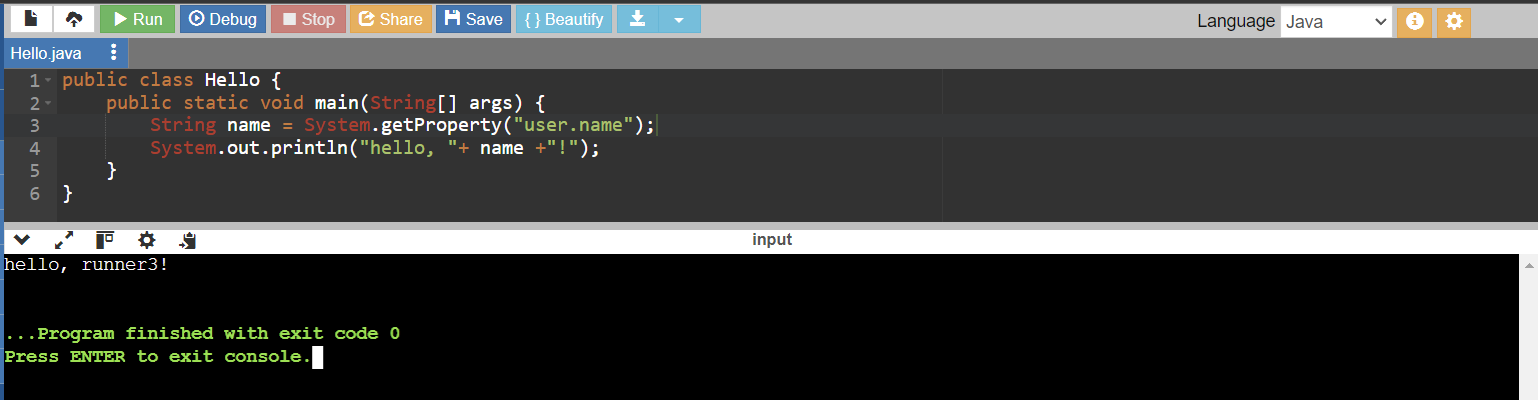 Run Debug Stop Share Save { } Beautify Language Java
Hello.java
1 public class Hello {
2 public static void main(String[] args) {
3 String name = System.getProperty("user.name");
4 System.out.println("hello, "+ name +"!");
5 }
6 }
input
hello, runner3!
...Program finished with exit code 0
Press ENTER to exit console.